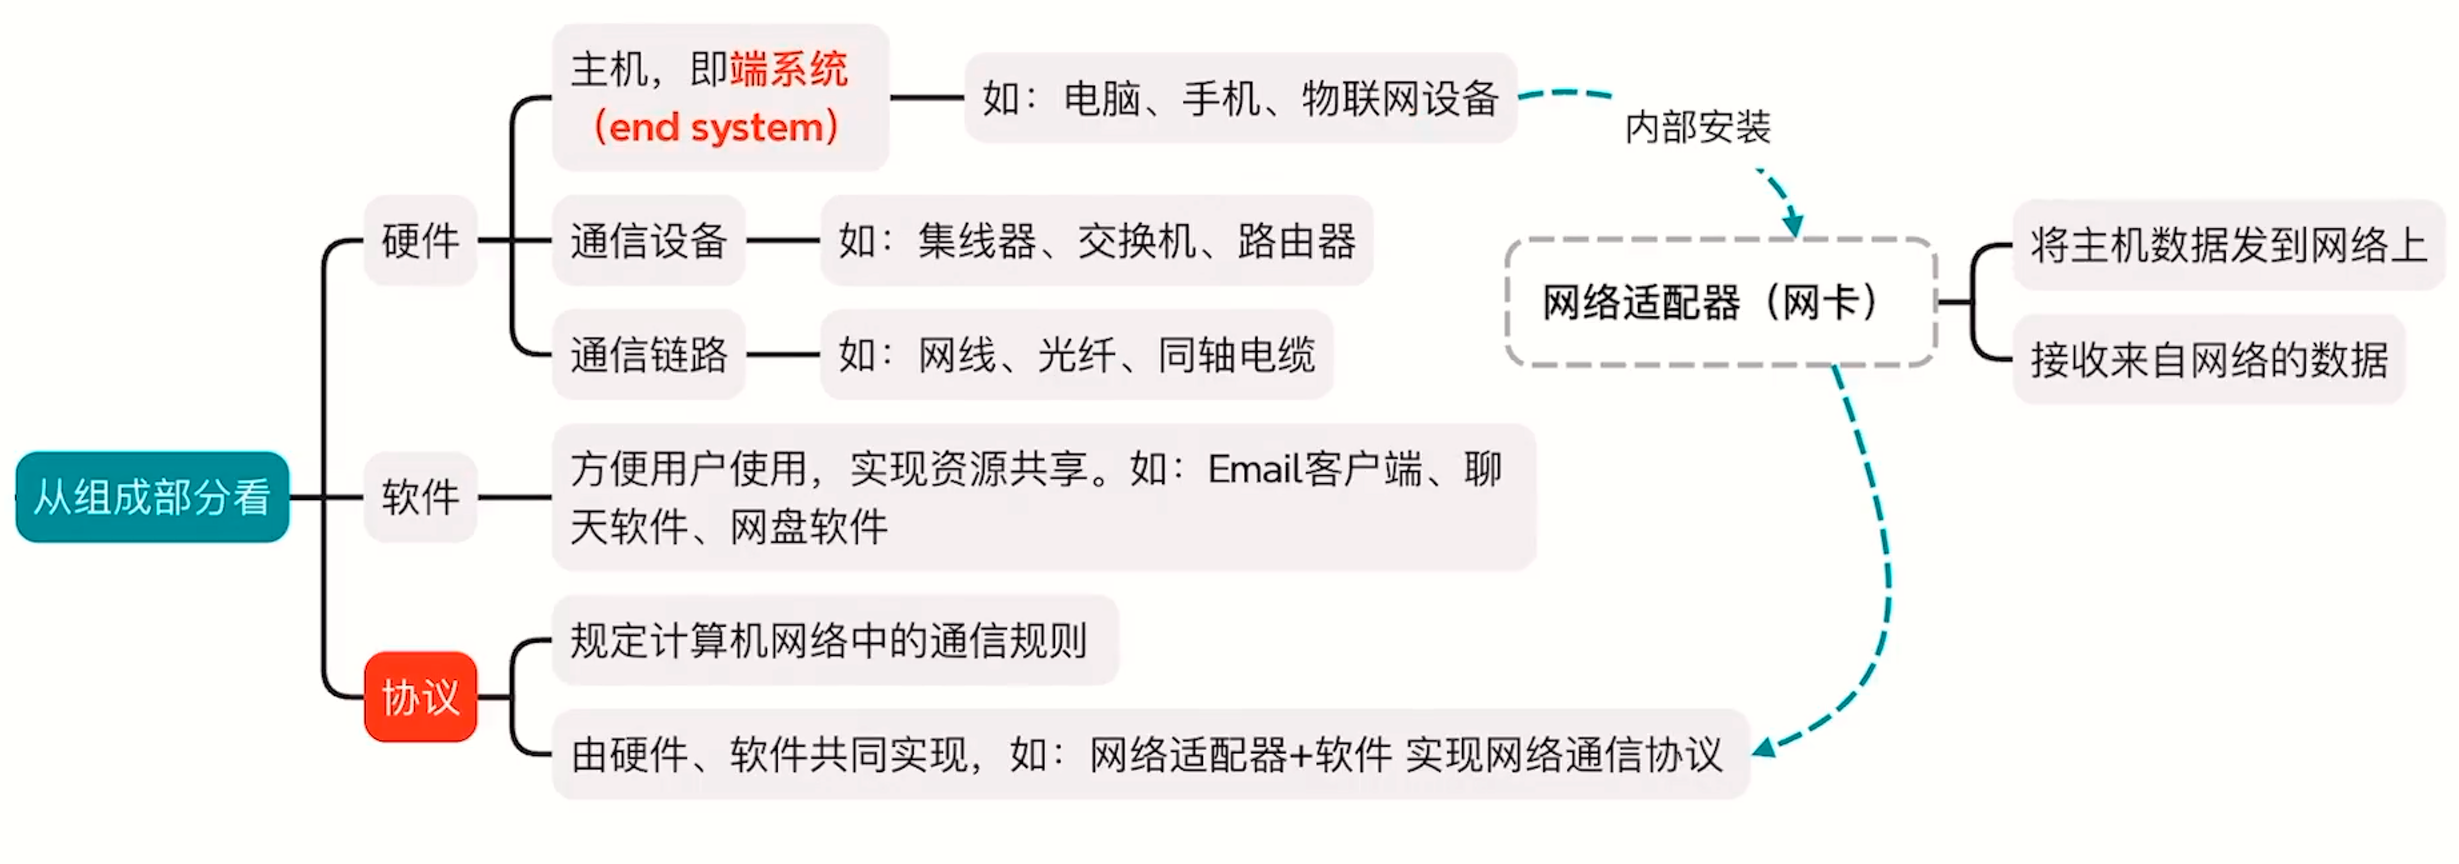 从组成部分看
硬件
主机，即端系统
（end system）
如：电脑、手机、物联网设备
内部安装
网络适配器（网卡）
将主机数据发到网络上
接收来自网络的数据
通信设备
如：集线器、交换机、路由器
通信链路
如：网线、光纤、同轴电缆
软件
方便用户使用，实现资源共享。如：Email客户端、聊
天软件、网盘软件
协议
规定计算机网络中的通信规则
由硬件、软件共同实现，如：网络适配器+软件 实现网络通信协议